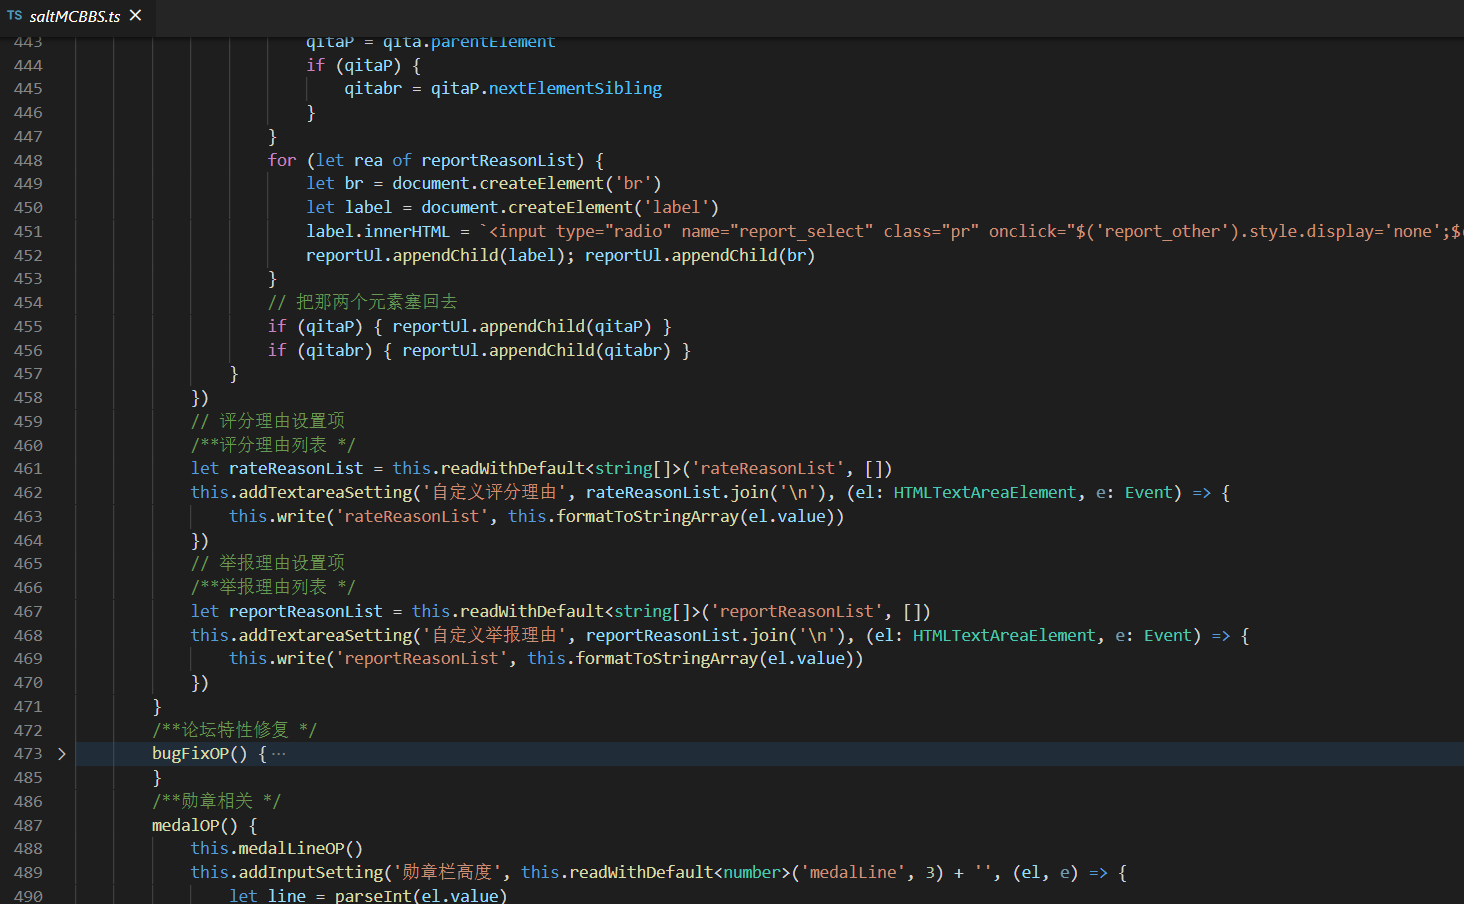 TS saltMCBBS.ts ×
443 qitaP = qita.parentElement
444 if (qitaP) {
445 qitabr = qitaP.nextElementSibling
446 }
447 }
448 for (let rea of reportReasonList) {
449 let br = document.createElement('br')
450 let label = document.createElement('label')
451 label.innerHTML = `<input type="radio" name="report_select" class="pr" onclick="$('report_other').style.display='none';$(
452 reportUl.appendChild(label); reportUl.appendChild(br)
453 }
454 // 把那两个元素塞回去
455 if (qitaP) { reportUl.appendChild(qitaP) }
456 if (qitabr) { reportUl.appendChild(qitabr) }
457 }
458 })
459 // 评分理由设置项
460 /**评分理由列表 */
461 let rateReasonList = this.readWithDefault<string[]>('rateReasonList', [])
462 this.addTextareaSetting('自定义评分理由', rateReasonList.join('\n'), (el: HTMLTextAreaElement, e: Event) => {
463 this.write('rateReasonList', this.formatToStringArray(el.value))
464 })
465 // 举报理由设置项
466 /**举报理由列表 */
467 let reportReasonList = this.readWithDefault<string[]>('reportReasonList', [])
468 this.addTextareaSetting('自定义举报理由', reportReasonList.join('\n'), (el: HTMLTextAreaElement, e: Event) => {
469 this.write('reportReasonList', this.formatToStringArray(el.value))
470 })
471 }
472 /**论坛特性修复 */
473 > bugFixOP() { ···
485 }
486 /**勋章相关 */
487 medalOP() {
488 this.medalLineOP()
489 this.addInputSetting('勋章栏高度', this.readWithDefault<number>('medalLine', 3) + '', (el, e) => {
490 let line = parseInt(el.value)